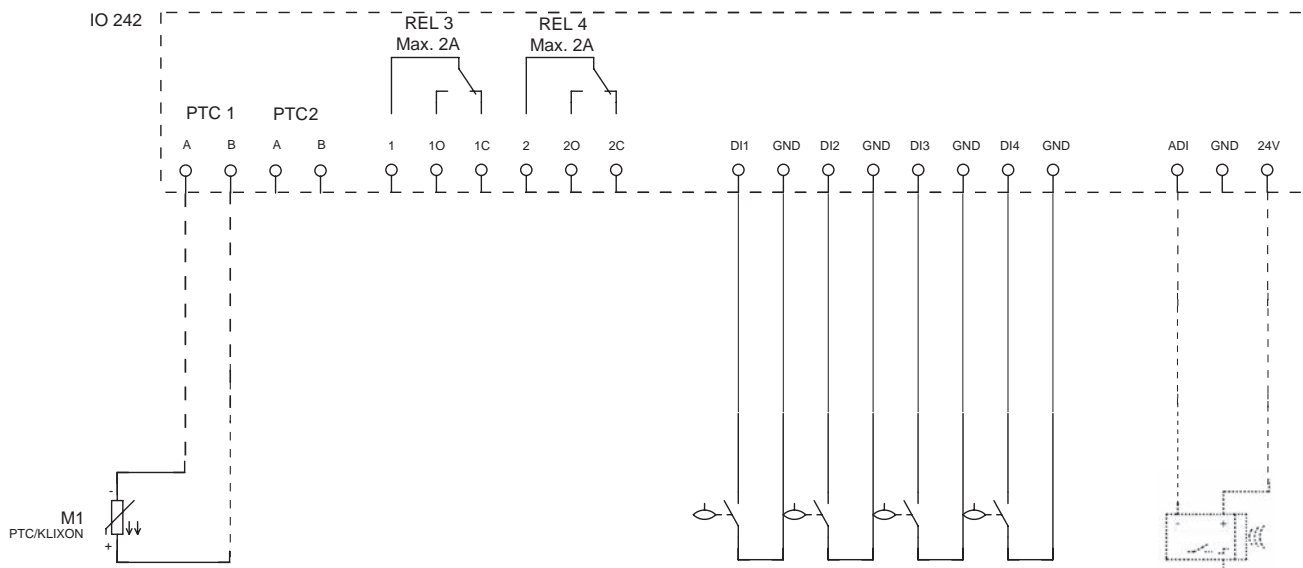 IO 242
REL 3
Max. 2A
REL 4
Max. 2A
PTC 1
PTC2
A
B
A
B
1
1O
1C
2
2O
2C
DI1
GND
DI2
GND
DI3
GND
DI4
GND
ADI
GND
24V
-
M1
PTC/KLIXON
+
-
+